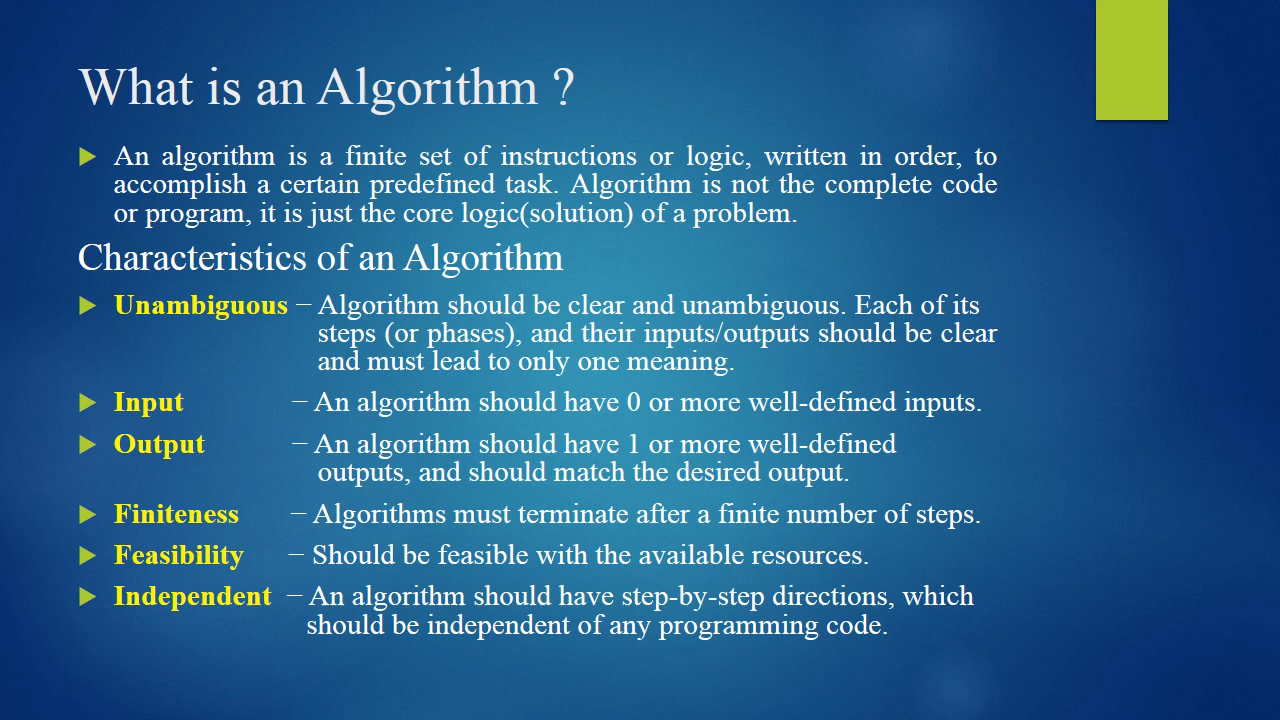 What is an Algorithm ?
An algorithm is a finite set of instructions or logic, written in order, to
accomplish a certain predefined task. Algorithm is not the complete code
or program, it is just the core logic(solution) of a problem.
Characteristics of an Algorithm
Unambiguous − Algorithm should be clear and unambiguous. Each of its
steps (or phases), and their inputs/outputs should be clear
and must lead to only one meaning.
Input − An algorithm should have 0 or more well-defined inputs.
Output − An algorithm should have 1 or more well-defined
outputs, and should match the desired output.
Finiteness − Algorithms must terminate after a finite number of steps.
Feasibility − Should be feasible with the available resources.
Independent − An algorithm should have step-by-step directions, which
should be independent of any programming code.